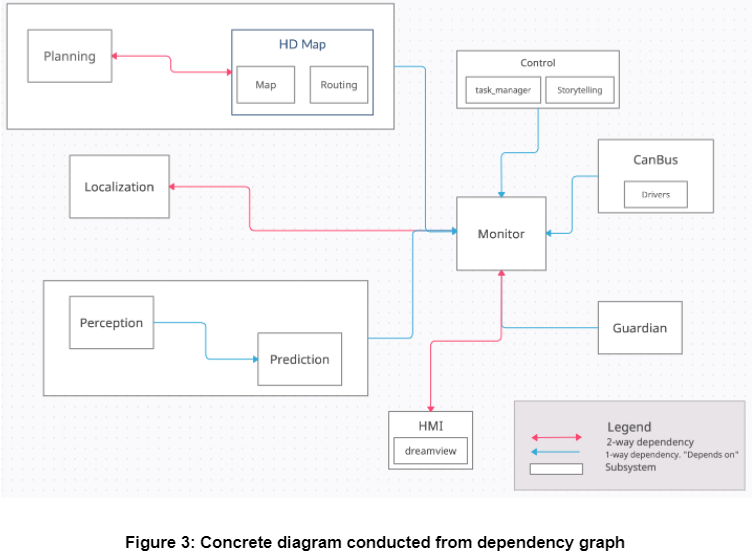 HD Map
Planning
Map
Routing
Control
task_manager
Storytelling
CanBus
Drivers
Localization
Monitor
Perception
Prediction
Guardian
HMI
dreamview
Legend
2-way dependency
1-way dependency. "Depends on"
Subsystem
Figure 3: Concrete diagram conducted from dependency graph